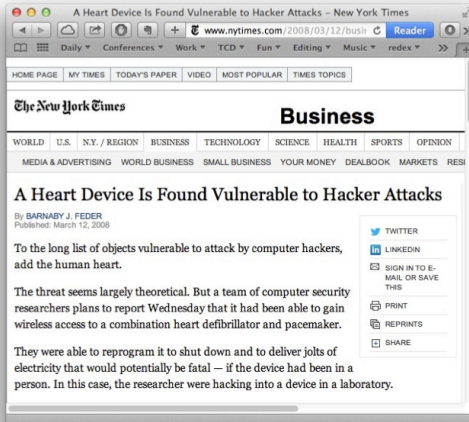 A Heart Device Is Found Vulnerable to Hacker Attacks – New York Times
www.nytimes.com/2008/03/12/busin
Reader
Daily Conferences Work TCD Fun Editing Music redex
HOME PAGE MY TIMES TODAY'S PAPER VIDEO MOST POPULAR TIMES TOPICS
The New York Times
Business
WORLD U.S. N.Y. / REGION BUSINESS TECHNOLOGY SCIENCE HEALTH SPORTS OPINION
MEDIA & ADVERTISING WORLD BUSINESS SMALL BUSINESS YOUR MONEY DEALBOOK MARKETS RESE
A Heart Device Is Found Vulnerable to Hacker Attacks
By BARNABY J. FEDER
Published: March 12, 2008
To the long list of objects vulnerable to attack by computer hackers,
add the human heart.
The threat seems largely theoretical. But a team of computer security
researchers plans to report Wednesday that it had been able to gain
wireless access to a combination heart defibrillator and pacemaker.
They were able to reprogram it to shut down and to deliver jolts of
electricity that would potentially be fatal — if the device had been in a
person. In this case, the researcher were hacking into a device in a laboratory.
TWITTER
LINKEDIN
SIGN IN TO E-
MAIL OR SAVE
THIS
PRINT
REPRINTS
SHARE